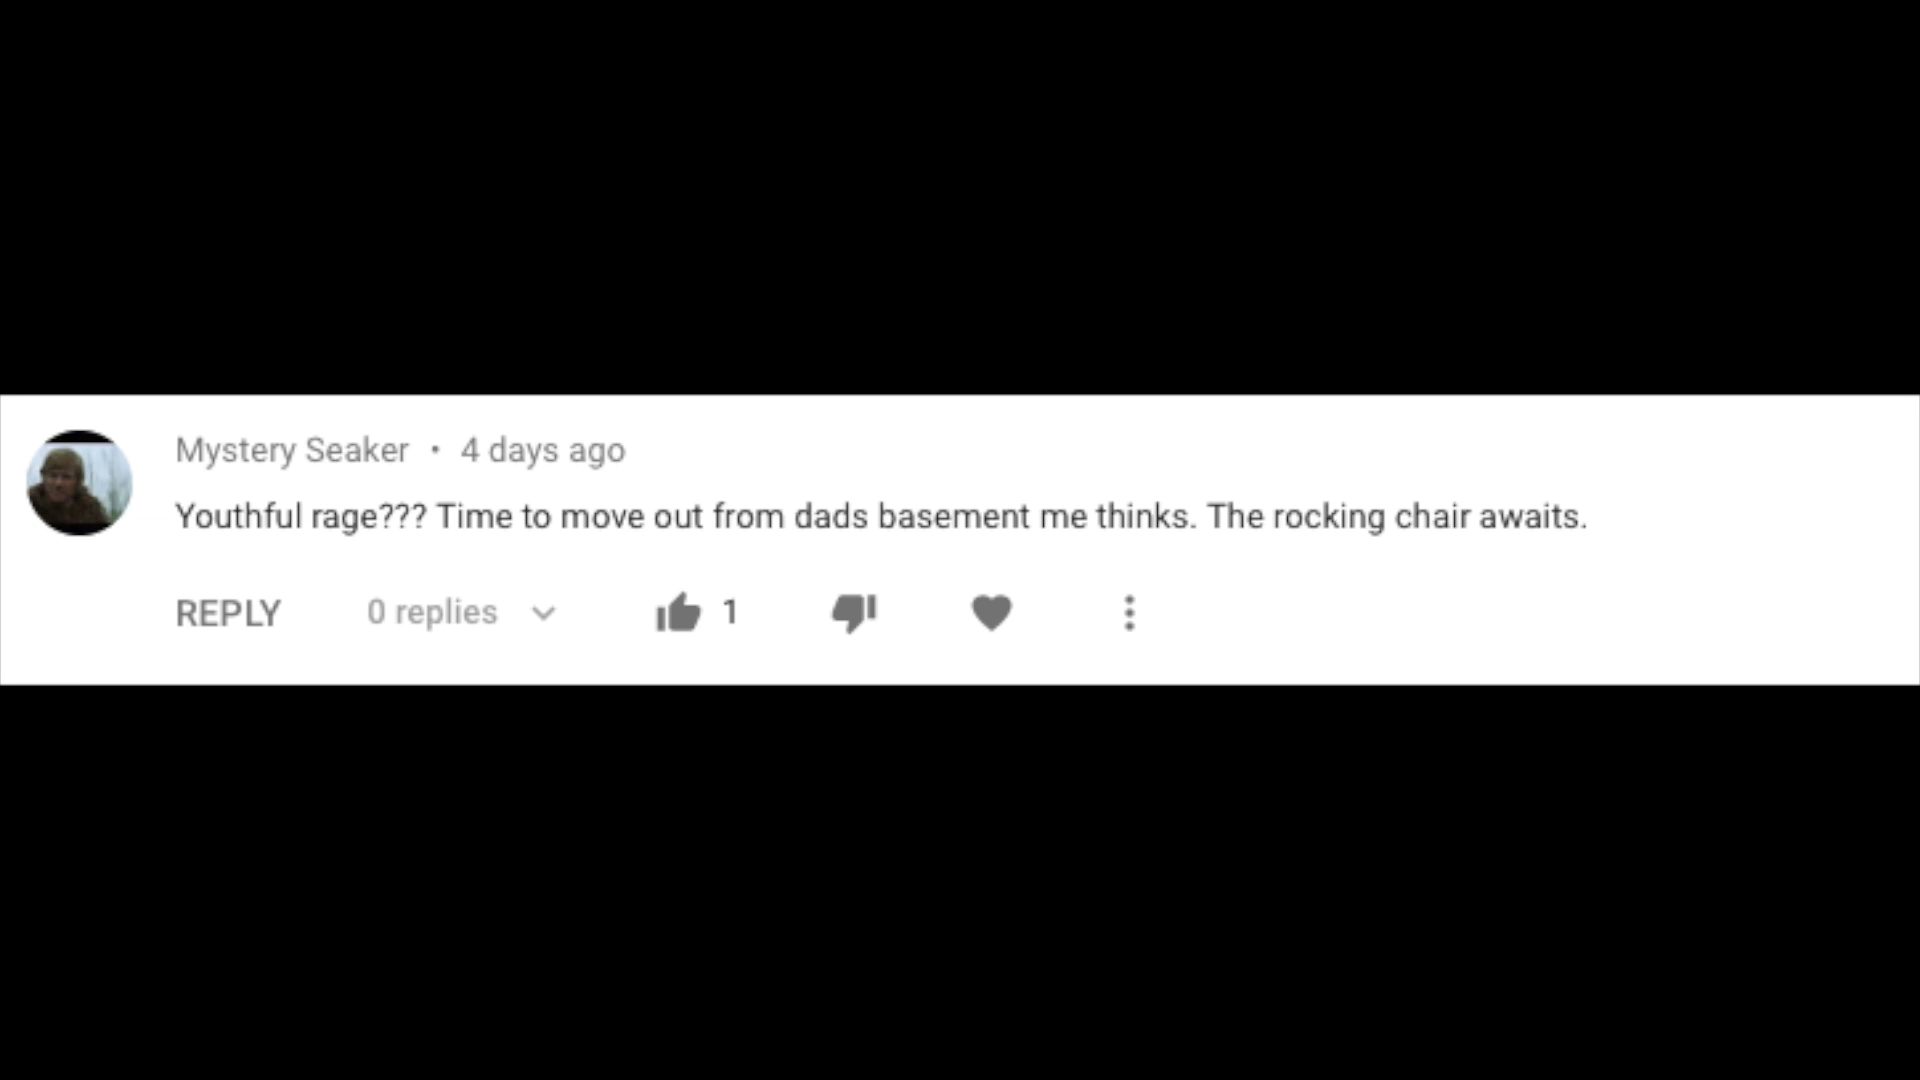 Mystery Seaker • 4 days ago
Youthful rage??? Time to move out from dads basement me thinks. The rocking chair awaits.
REPLY 0 replies 1